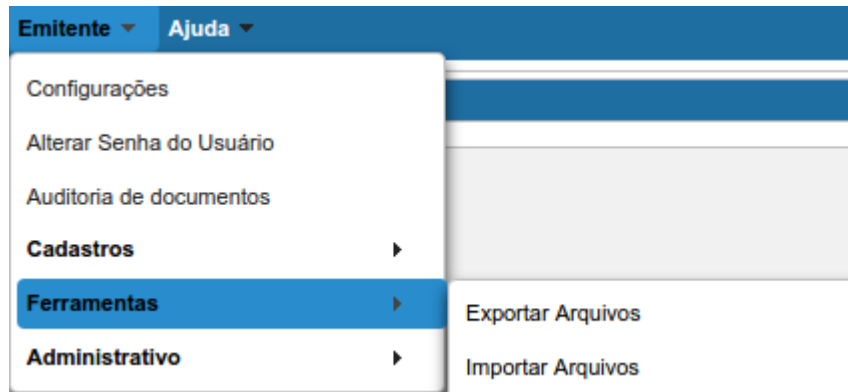 Emitente Ajuda
Configurações
Alterar Senha do Usuário
Auditoria de documentos
Cadastros
Ferramentas
Exportar Arquivos
Administrativo
Importar Arquivos